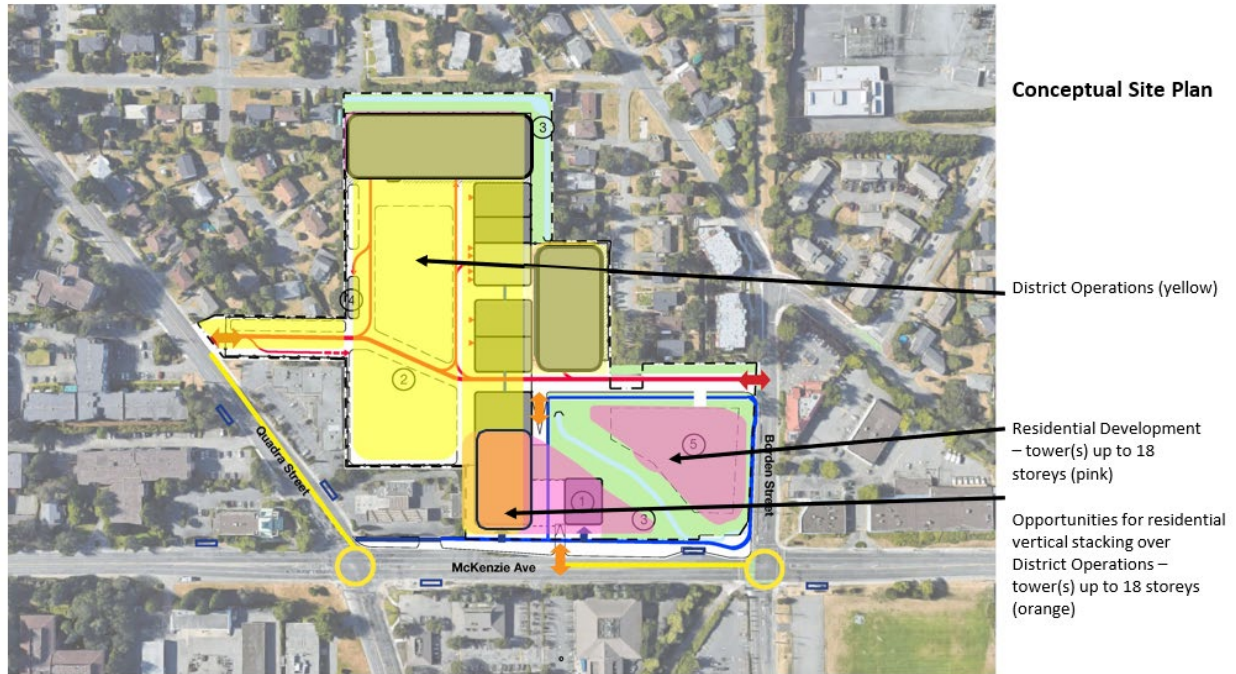 Conceptual Site Plan
3
District Operations (yellow)
4
2
Quadra Street
5
Borden Street
Residential Development
– tower(s) up to 18
storeys (pink)
1
3
Opportunities for residential
vertical stacking over
District Operations –
tower(s) up to 18 storeys
(orange)
McKenzie Ave